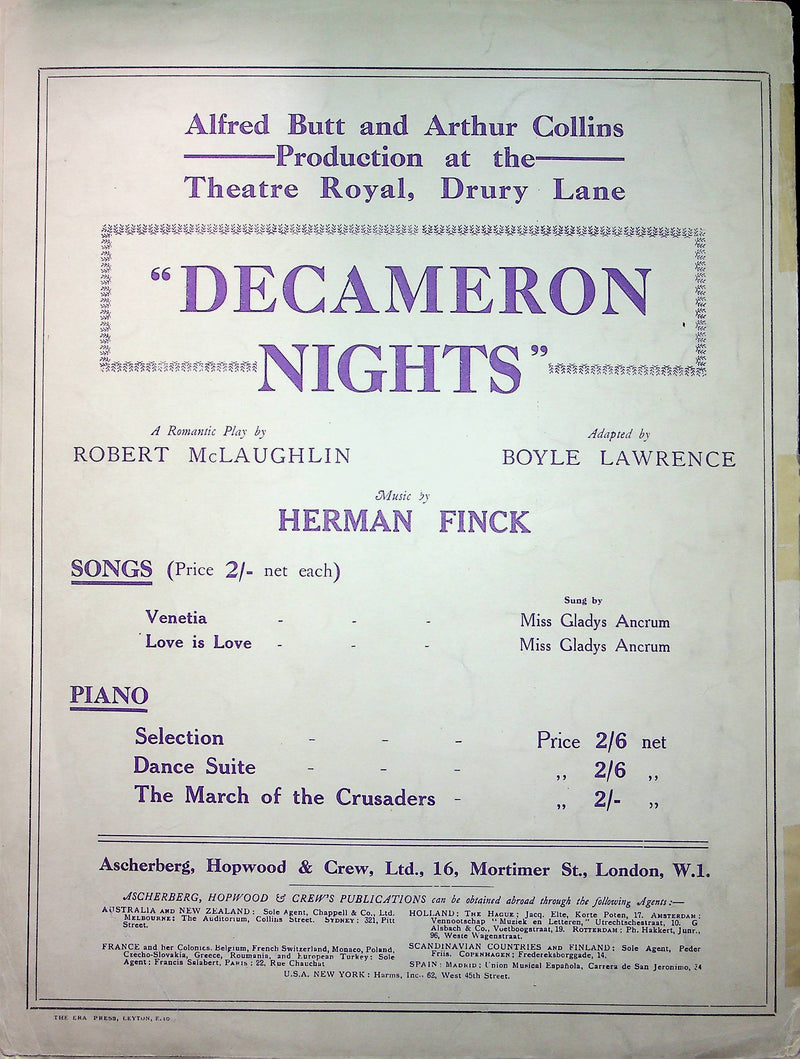 Alfred Butt and Arthur Collins
Production at the
Theatre Royal, Drury Lane
"DECAMERON
NIGHTS"
A Romantic Play by
ROBERT McLAUGHLIN
Adapted by
BOYLE LAWRENCE
Music by
HERMAN FINCK
SONGS (Price 2/- net each)
Sung by
Venetia - - - Miss Gladys Ancrum
Love is Love - - - Miss Gladys Ancrum
PIANO
Selection - - - Price 2/6 net
Dance Suite - - - ,, 2/6 ,,
The March of the Crusaders - ,, 2/- ,,
Ascherberg, Hopwood & Crew, Ltd., 16, Mortimer St., London, W.1.
ASCHERBERG, HOPWOOD & CREW'S PUBLICATIONS can be obtained abroad through the following Agents:—
AUSTRALIA AND NEW ZEALAND: Sole Agent, Chappell & Co., Ltd.
MELBOURNE: The Auditorium, Collins Street. SYDNEY: 321, Pitt
Street.
FRANCE and her Colonies, Belgium, French Switzerland, Monaco, Poland,
Czecho-Slovakia, Greece, Roumania, and European Turkey: Sole
Agent: Francis Salabert, PARIS: 22, Rue Chauchat
HOLLAND: THE HAGUE: Jacq. Elte, Korte Poten, 17. AMSTERDAM:
Vennootschap "Muziek en Letteren," Utrechtschestraat, 10. G
Alsbach & Co., Vuetboogstraat, 19. ROTTERDAM: Ph. Hakkert, Junr.,
96, Weste Wagenstraat.
SCANDINAVIAN COUNTRIES AND FINLAND: Sole Agent, Peder
Friis. COPENHAGEN; Fredereksborggade, 14.
SPAIN: MADRID: Union Musical Española, Carrera de San Jeronimo, 34
U.S.A. NEW YORK: Harms, Inc., 62, West 45th Street.
THE ERA PRESS, LEYTON, E.10